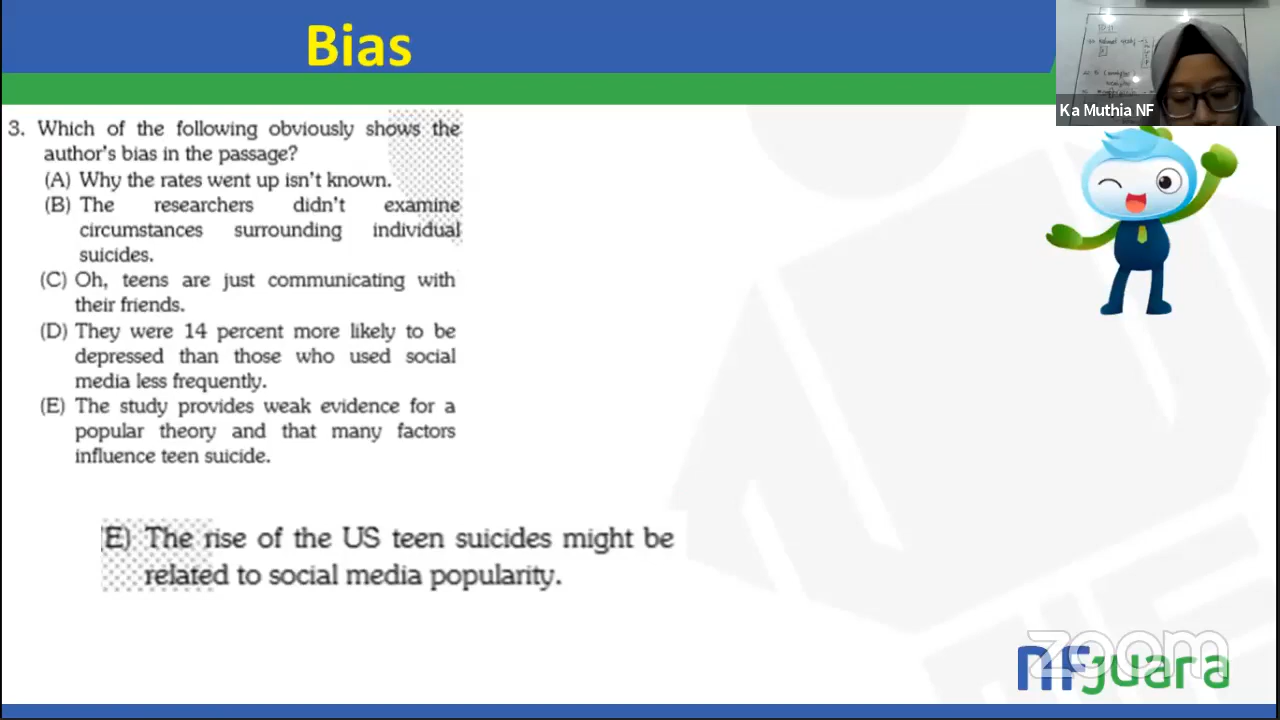 Bias
Ka Muthia NF
3. Which of the following obviously shows the
author's bias in the passage?
(A) Why the rates went up isn't known.
(B) The researchers didn't examine
circumstances surrounding individual
suicides.
(C) Oh, teens are just communicating with
their friends.
(D) They were 14 percent more likely to be
depressed than those who used social
media less frequently.
(E) The study provides weak evidence for a
popular theory and that many factors
influence teen suicide.
E) The rise of the US teen suicides might be
related to social media popularity.
zoom
NFJUARA